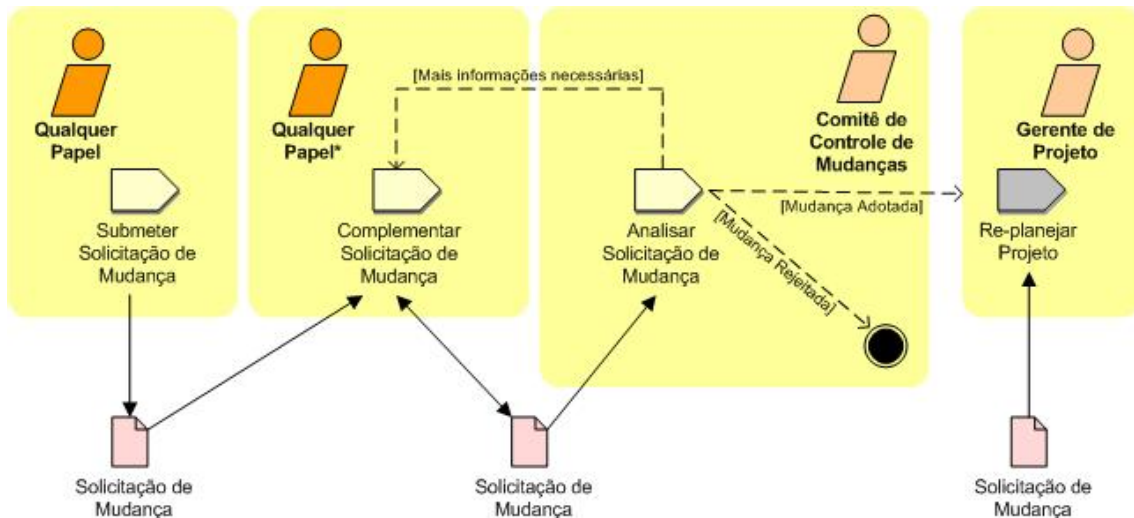 Qualquer
Papel
Submeter
Solicitação de
Mudança
Qualquer
Papel*
Complementar
Solicitação de
Mudança
[Mais informações necessárias]
Comitê de
Controle de
Mudanças
Analisar
Solicitação de
Mudança
[Mudança Adotada]
[Mudança Rejeitada]
Gerente de
Projeto
Re-planejar
Projeto
Solicitação de
Mudança
Solicitação de
Mudança
Solicitação de
Mudança